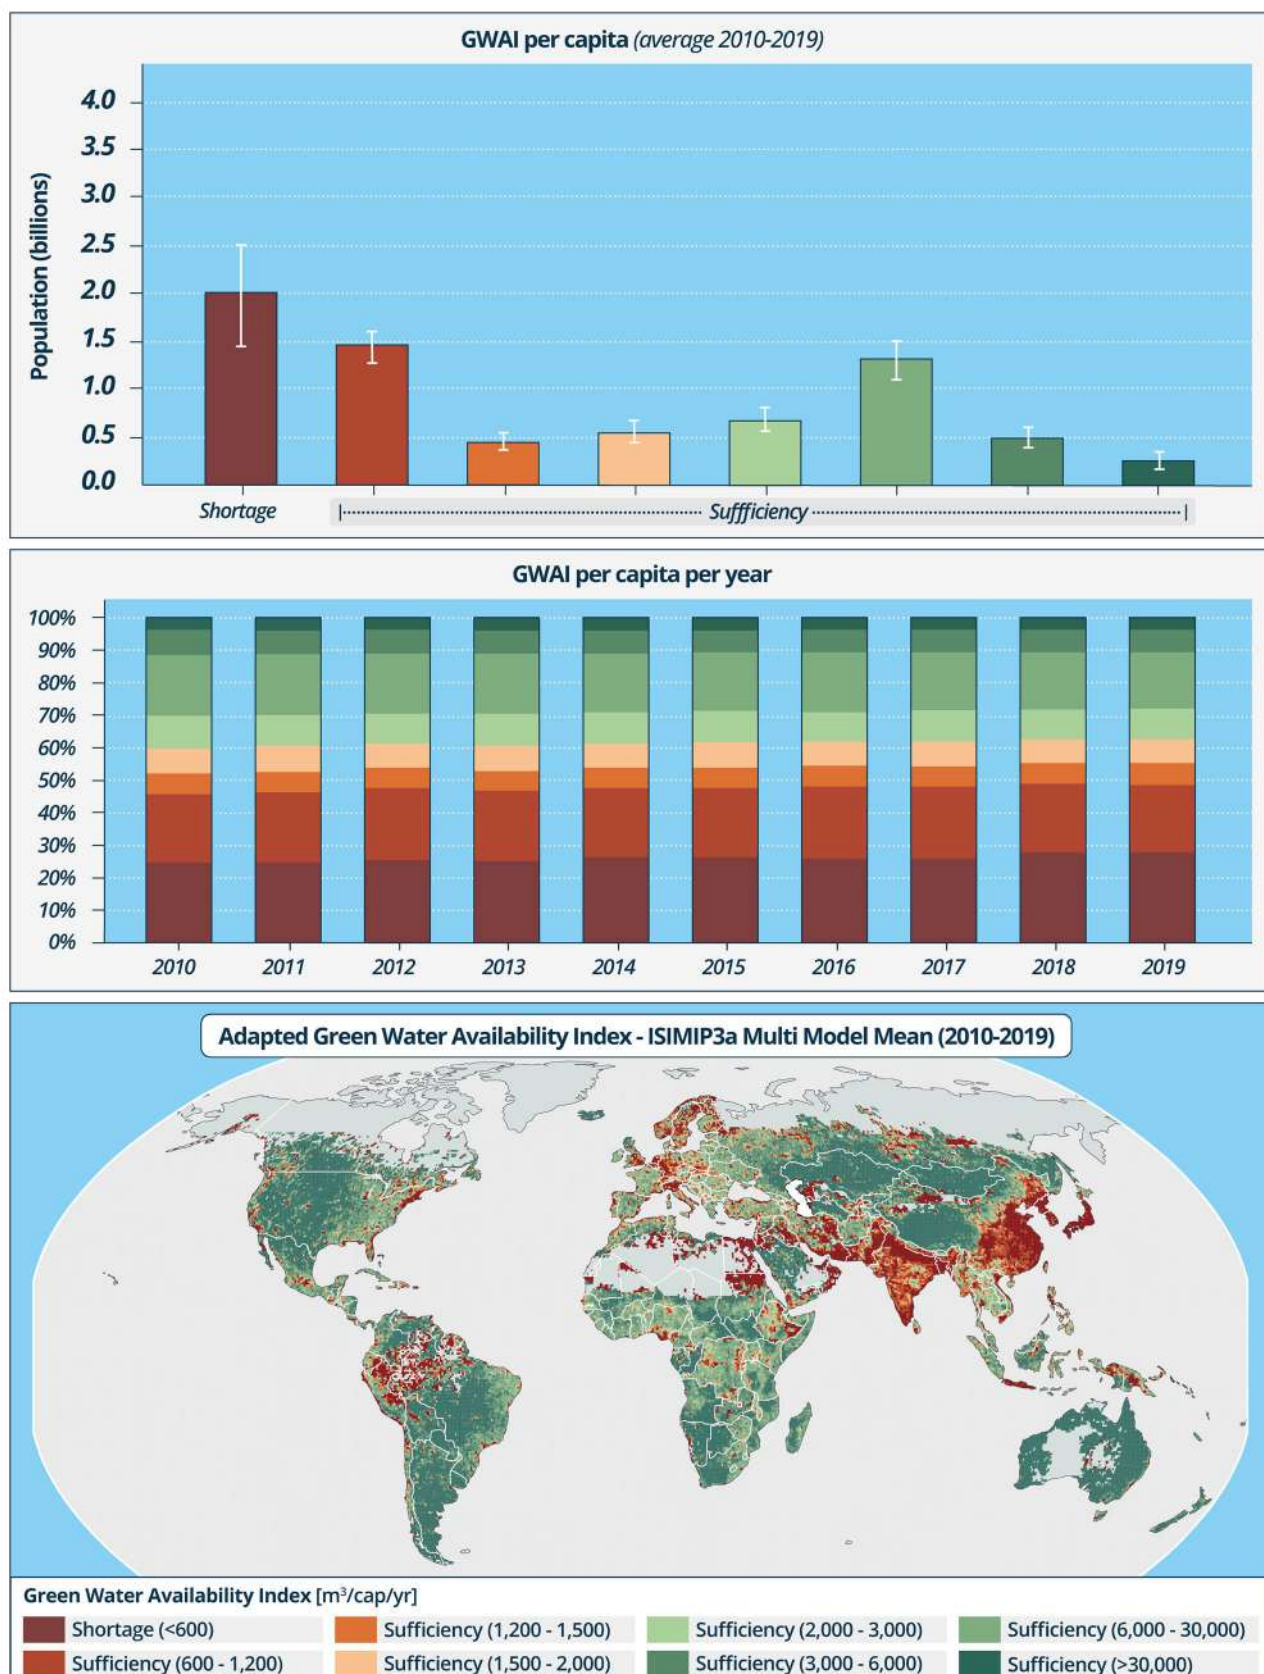 GWAI per capita (average 2010-2019)
Population (billions)
4.0
3.5
3.0
2.5
2.0
1.5
1.0
0.5
0.0
Shortage
Suffficiency
GWAI per capita per year
100%
90%
80%
70%
60%
50%
40%
30%
20%
10%
0%
2010 2011 2012 2013 2014 2015 2016 2017 2018 2019
Adapted Green Water Availability Index - ISIMIP3a Multi Model Mean (2010-2019)
Green Water Availability Index [m³/cap/yr]
Shortage (<600) Sufficiency (1,200 - 1,500) Sufficiency (2,000 - 3,000) Sufficiency (6,000 - 30,000)
Sufficiency (600 - 1,200) Sufficiency (1,500 - 2,000) Sufficiency (3,000 - 6,000) Sufficiency (>30,000)